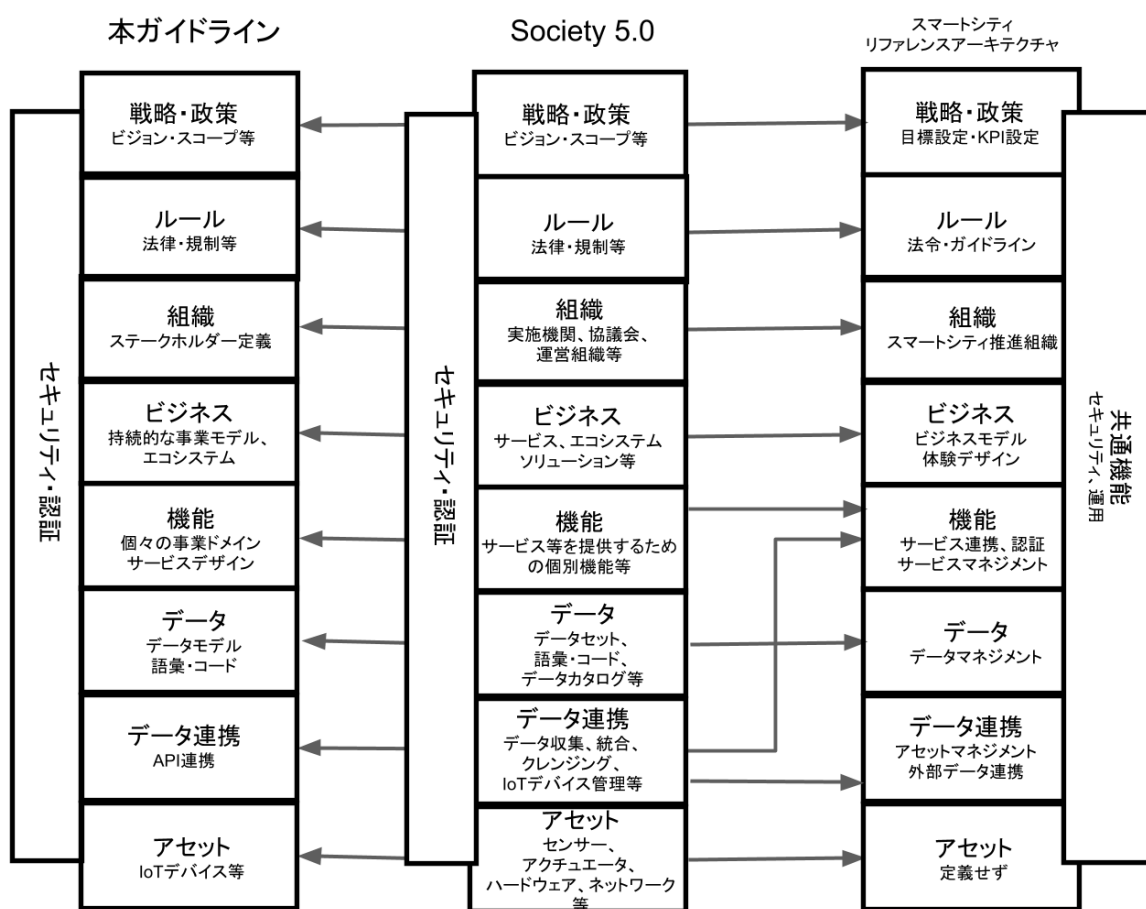 本ガイドライン
戦略・政策
ビジョン・スコープ等
ルール
法律・規制等
組織
ステークホルダー定義
ビジネス
持続的な事業モデル、
エコシステム
機能
個々の事業ドメイン
サービスデザイン
データ
データモデル
語彙・コード
データ連携
API連携
アセット
IoTデバイス等
セキュリティ・認証
Society 5.0
戦略・政策
ビジョン・スコープ等
ルール
法律・規制等
組織
実施機関、協議会、
運営組織等
ビジネス
サービス、エコシステム
ソリューション等
機能
サービス等を提供するため
の個別機能等
データ
データセット、
語彙・コード、
データカタログ等
データ連携
データ収集、統合、
クレンジング、
IoTデバイス管理等
アセット
センサー、
アクチュエータ、
ハードウェア、ネットワーク
等
セキュリティ・認証
スマートシティ
リファレンスアーキテクチャ
戦略・政策
目標設定・KPI設定
ルール
法令・ガイドライン
組織
スマートシティ推進組織
ビジネス
ビジネスモデル
体験デザイン
機能
サービス連携、認証
サービスマネジメント
データ
データマネジメント
データ連携
アセットマネジメント
外部データ連携
アセット
定義せず
共通機能
セキュリティ、運用